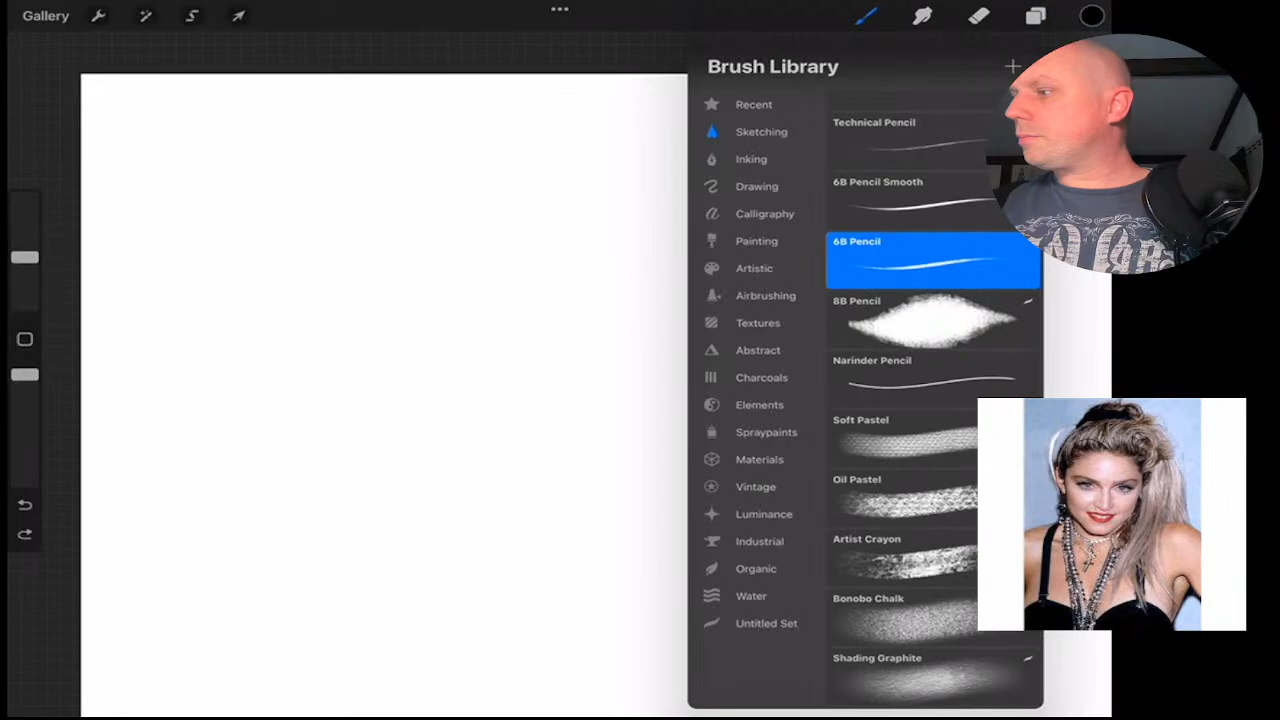 Gallery
Brush Library
Recent
Sketching
Inking
Drawing
Calligraphy
Painting
Artistic
Airbrushing
Textures
Abstract
Charcoals
Elements
Spraypaints
Materials
Vintage
Luminance
Industrial
Organic
Water
Untitled Set
Technical Pencil
6B Pencil Smooth
6B Pencil
8B Pencil
Narinder Pencil
Soft Pastel
Oil Pastel
Artist Crayon
Bonobo Chalk
Shading Graphite